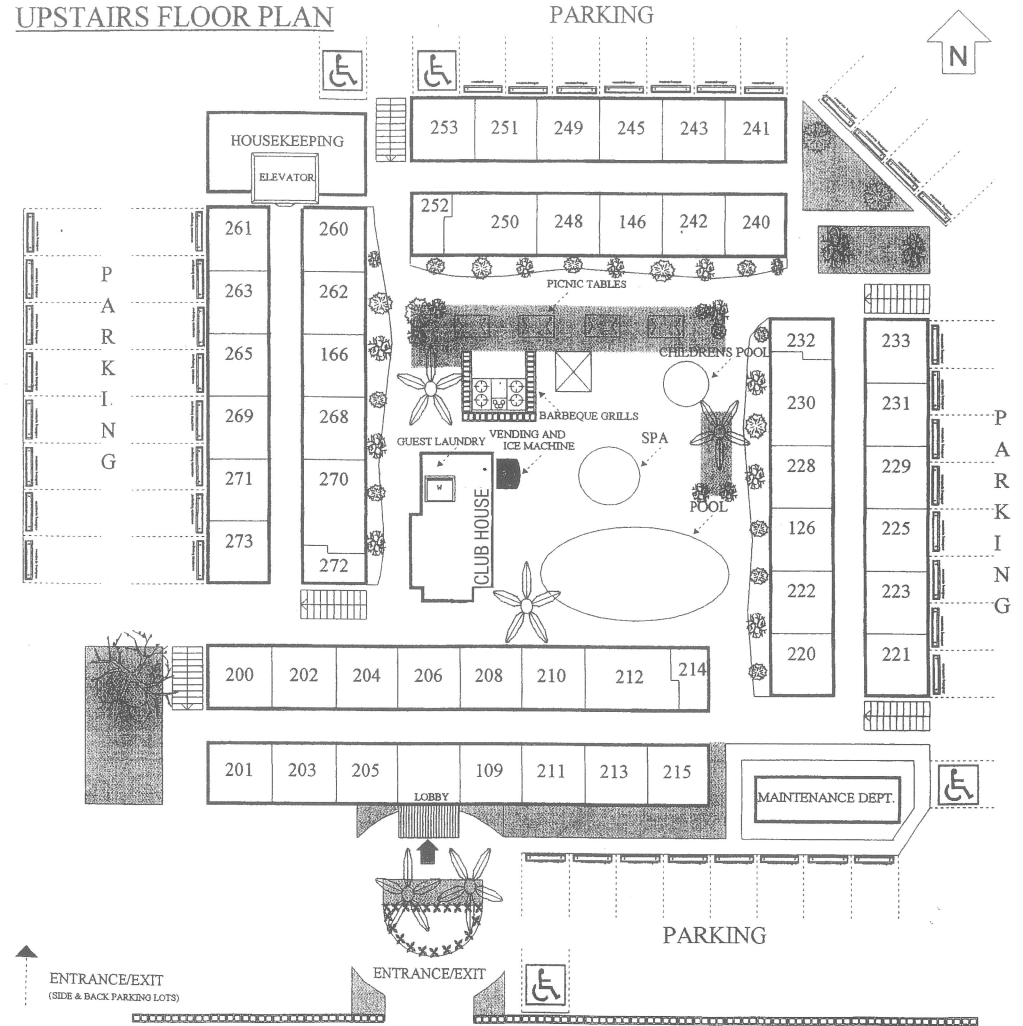 UPSTAIRS FLOOR PLAN
PARKING
N
HOUSEKEEPING
ELEVATOR
253 251 249 245 243 241
252 250 248 146 242 240
PICNIC TABLES
261 260
263 262
265 166
269 268
271 270
273 272
PARKING
CHILDRENS POOL
BARBEQUE GRILLS
GUEST LAUNDRY
VENDING AND
ICE MACHINE
SPA
W
CLUB HOUSE
POOL
232 233
230 231
228 229
126 225
222 223
220 221
PARKING
200 202 204 206 208 210 212 214
201 203 205 109 211 213 215
LOBBY
MAINTENANCE DEPT.
PARKING
ENTRANCE/EXIT
ENTRANCE/EXIT
(SIDE & BACK PARKING LOTS)